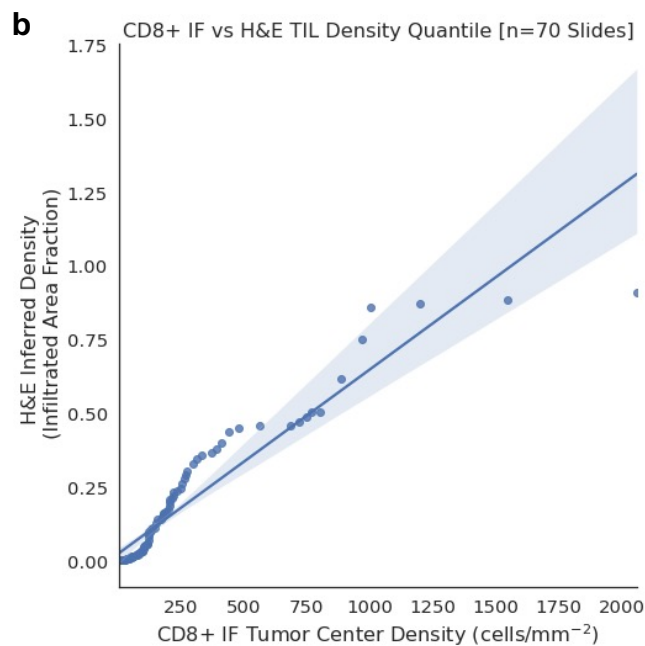 b
CD8+ IF vs H&E TIL Density Quantile [n=70 Slides]
1.75
1.50
1.25
1.00
0.75
0.50
0.25
0.00
H&E Inferred Density
(Infiltrated Area Fraction)
250 500 750 1000 1250 1500 1750 2000
CD8+ IF Tumor Center Density (cells/mm⁻²)